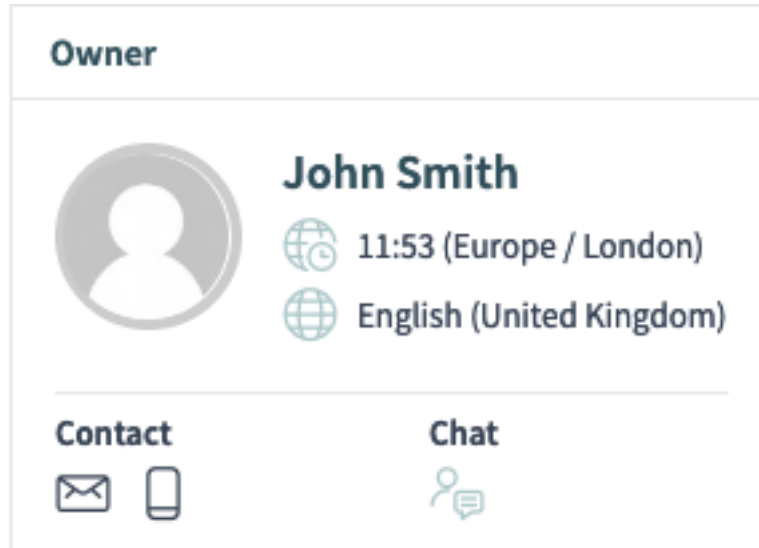 Owner
John Smith
11:53 (Europe / London)
English (United Kingdom)
Contact
Chat